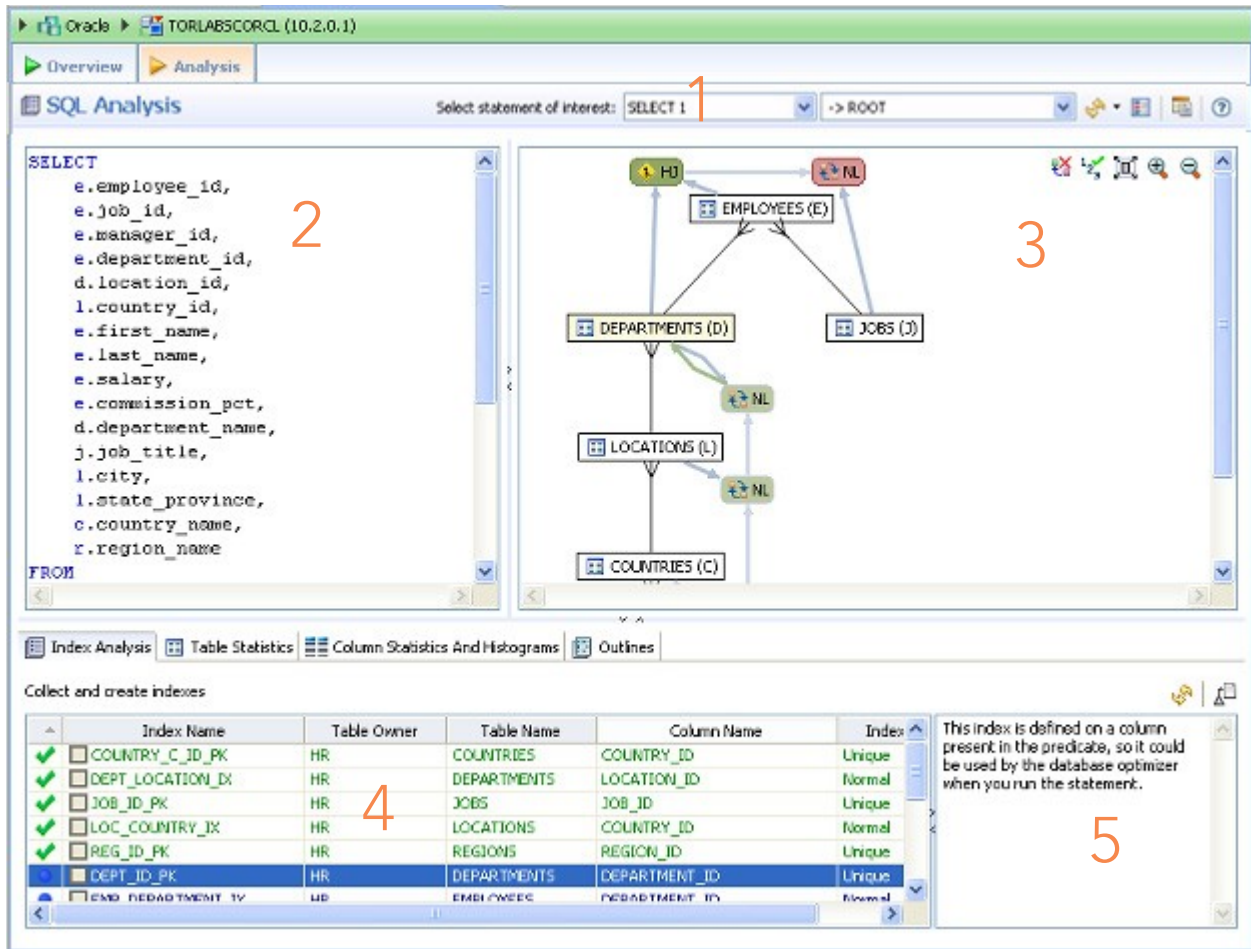 Oracle TORLABSCORCL (10.2.0.1)
Overview Analysis
SQL Analysis Select statement of interest: SELECT 1 -> ROOT
1
SELECT
e.employee_id,
e.job_id,
e.manager_id,
e.department_id,
d.location_id,
l.country_id,
e.first_name,
e.last_name,
e.salary,
e.commission_pct,
d.department_name,
j.job_title,
l.city,
l.state_province,
c.country_name,
r.region_name
FROM
2
HJ NL
EMPLOYEES (E)
3
DEPARTMENTS (D) JOBS (J)
NL
LOCATIONS (L)
NL
COUNTRIES (C)
Index Analysis Table Statistics Column Statistics And Histograms Outlines
Collect and create indexes
Index Name Table Owner Table Name Column Name Index
COUNTRY_C_ID_PK HR COUNTRIES COUNTRY_ID Unique
DEPT_LOCATION_IX HR DEPARTMENTS LOCATION_ID Normal
JOB_ID_PK HR JOBS JOB_ID Unique
LOC_COUNTRY_IX HR LOCATIONS COUNTRY_ID Normal
REG_ID_PK HR REGIONS REGION_ID Unique
DEPT_ID_PK HR DEPARTMENTS DEPARTMENT_ID Unique
EMP_DEPARTMENT_IX HR EMPLOYEES DEPARTMENT_ID Normal
4
This index is defined on a column
present in the predicate, so it could
be used by the database optimizer
when you run the statement.
5